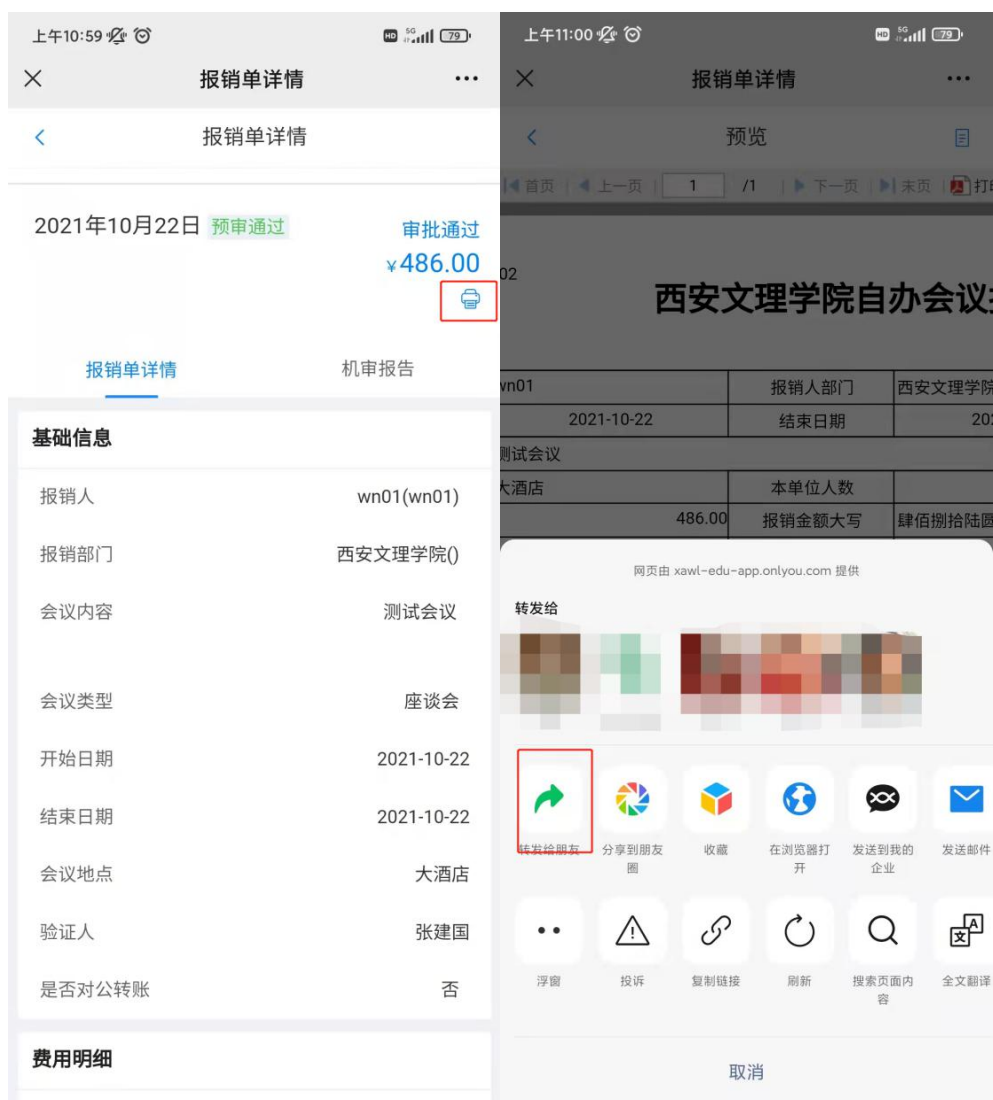 上午10:59
HD 5G 79
报销单详情
报销单详情
2021年10月22日 预审通过
审批通过
¥486.00
报销单详情 机审报告
基础信息
报销人 wn01(wn01)
报销部门 西安文理学院()
会议内容 测试会议
会议类型 座谈会
开始日期 2021-10-22
结束日期 2021-10-22
会议地点 大酒店
验证人 张建国
是否对公转账 否
费用明细
上午11:00
HD 5G 79
报销单详情
预览
首页 上一页 1 /1 下一页 末页 打印
02
西安文理学院自办会议
wn01 报销人部门 西安文理学院
2021-10-22 结束日期 202
测试会议
大酒店 本单位人数
486.00 报销金额大写 肆佰捌拾陆圆
网页由 xawl-edu-app.onlyou.com 提供
转发给
转发给朋友 分享到朋友圈 收藏 在浏览器打开 发送到我的企业 发送邮件
浮窗 投诉 复制链接 刷新 搜索页面内容 全文翻译
取消